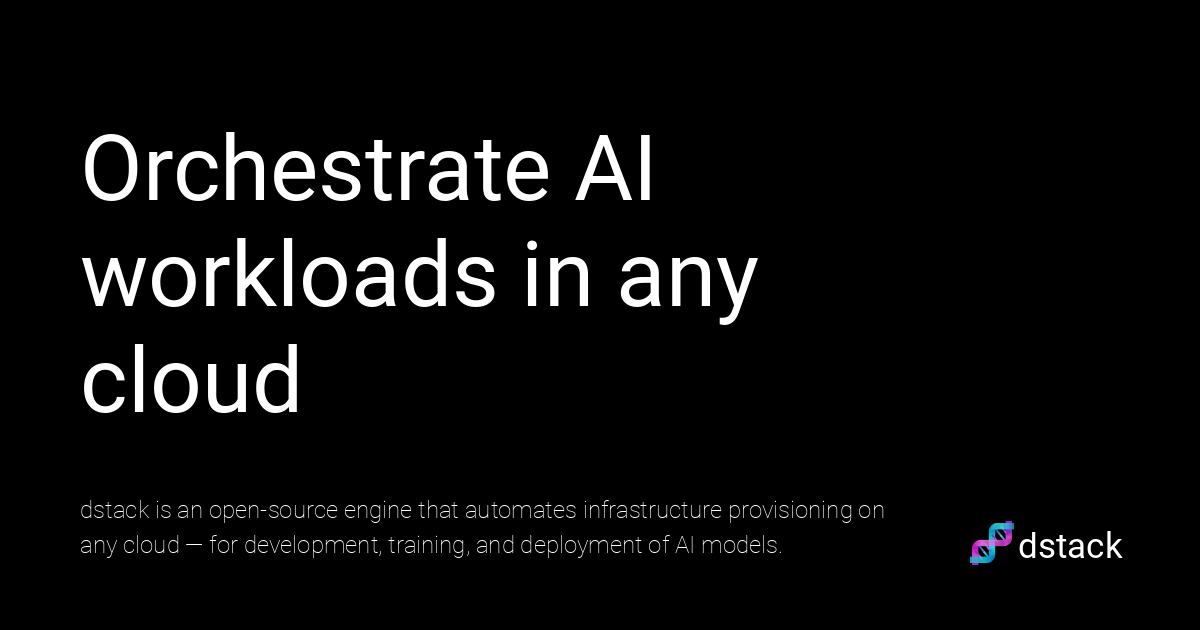 Orchestrate AI
workloads in any
cloud
dstack is an open-source engine that automates infrastructure provisioning on
any cloud — for development, training, and deployment of AI models.
dstack